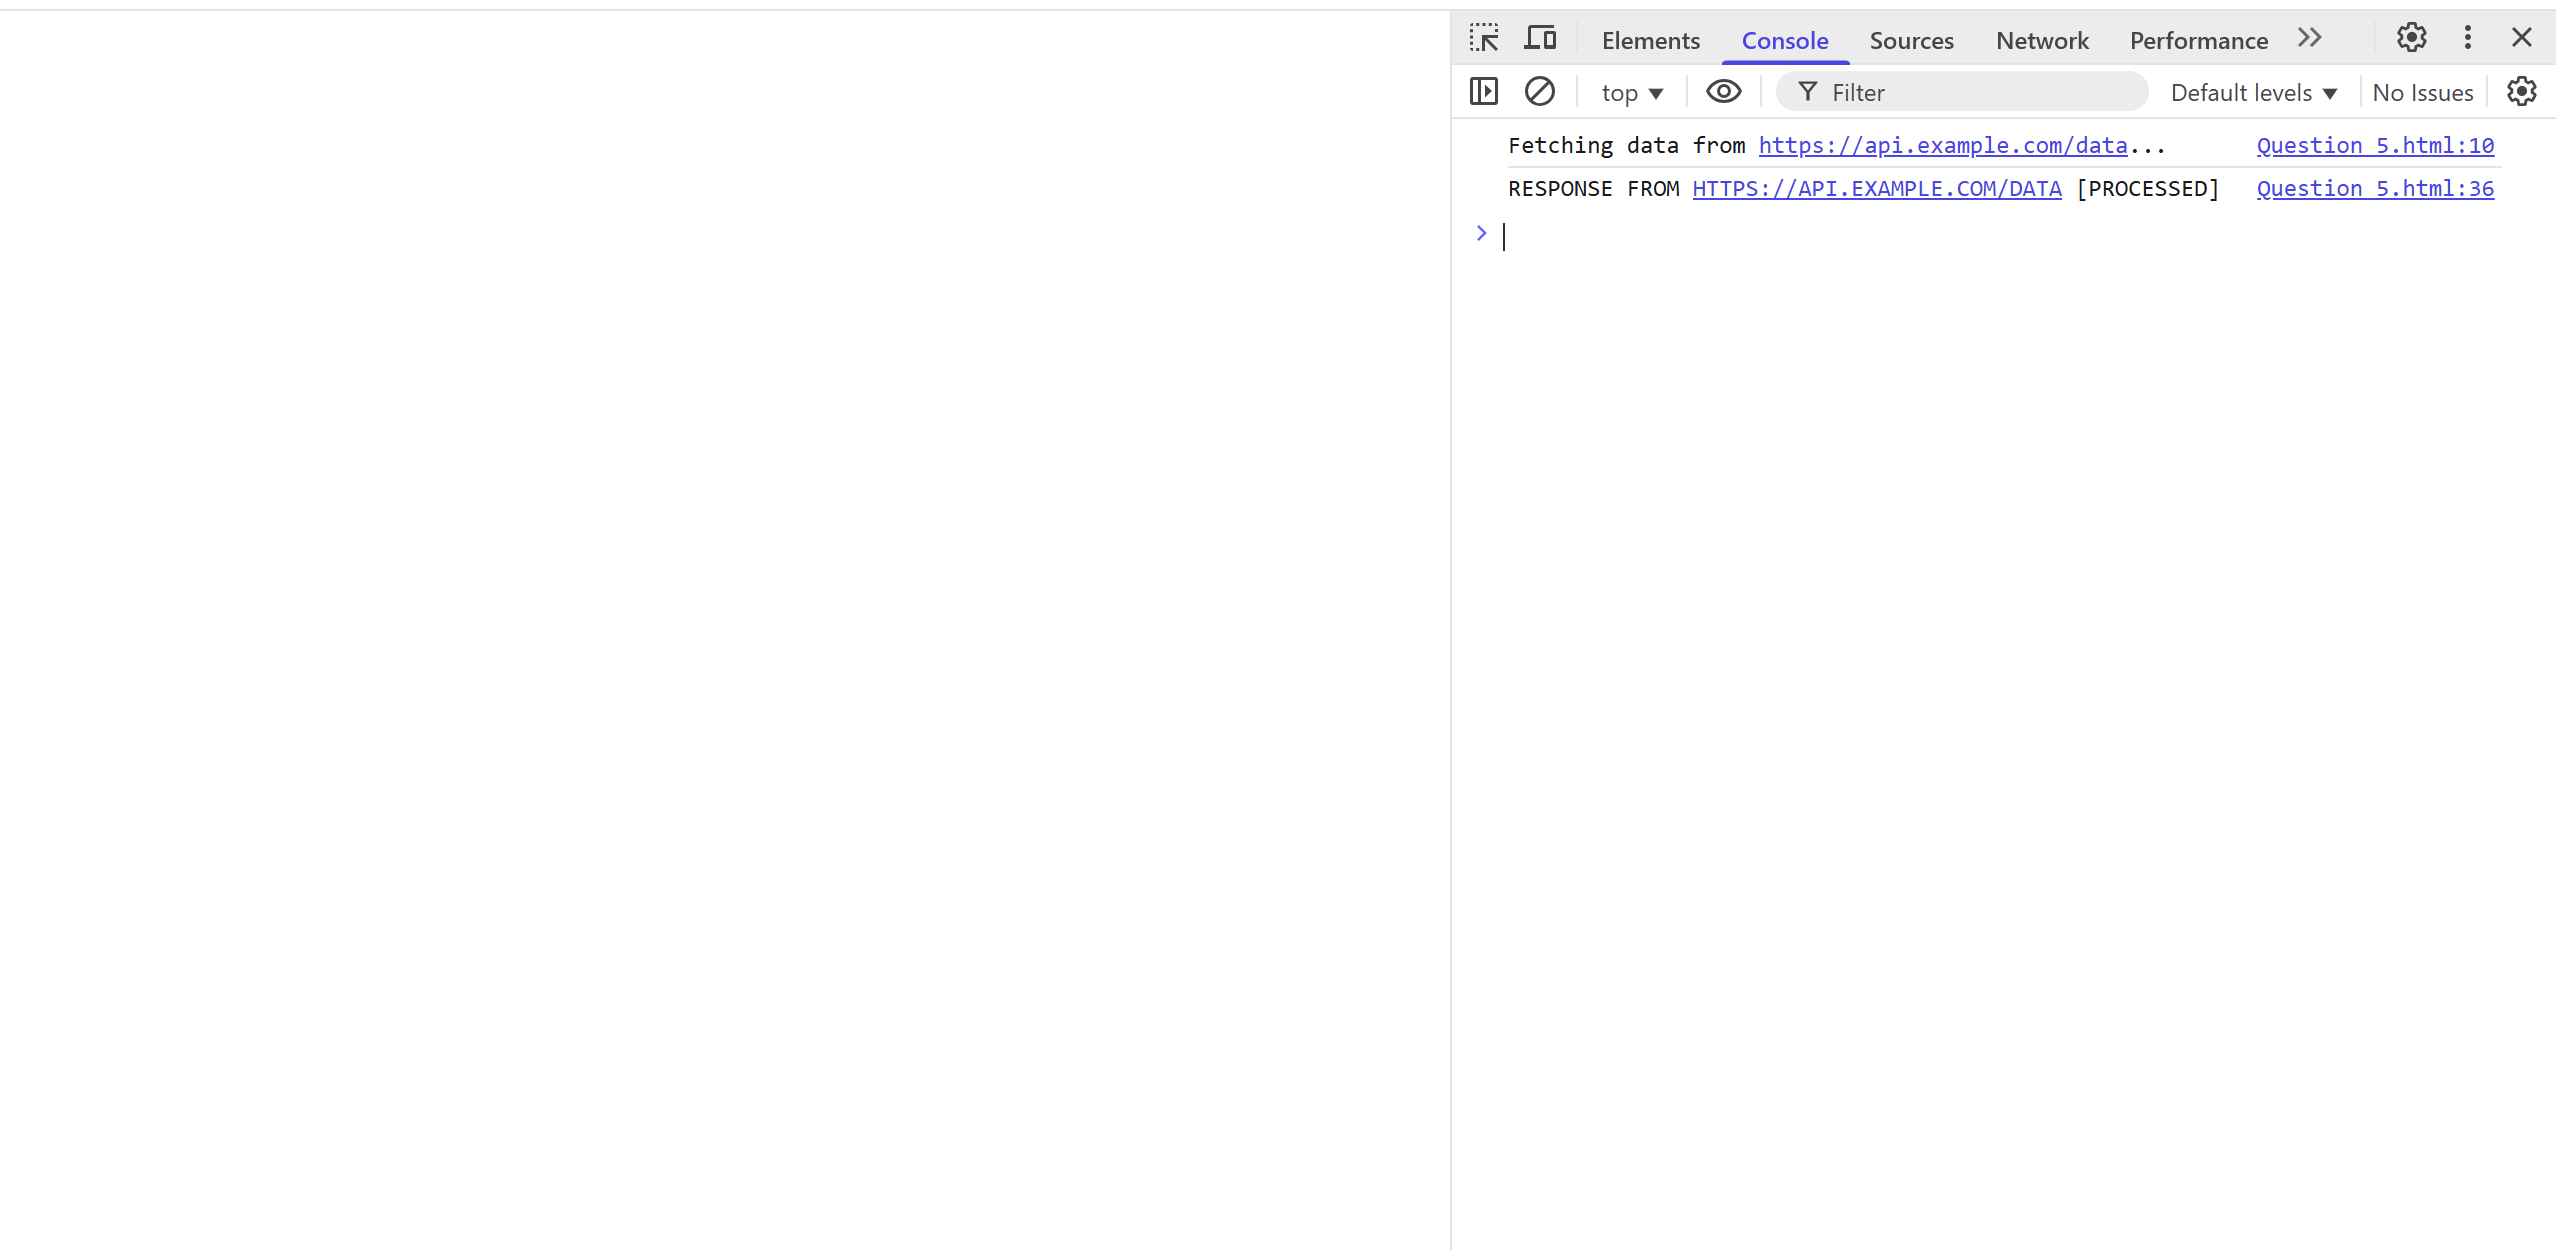 Elements Console Sources Network Performance
top Filter Default levels No Issues
Fetching data from https://api.example.com/data... Question 5.html:10
RESPONSE FROM HTTPS://API.EXAMPLE.COM/DATA [PROCESSED] Question 5.html:36